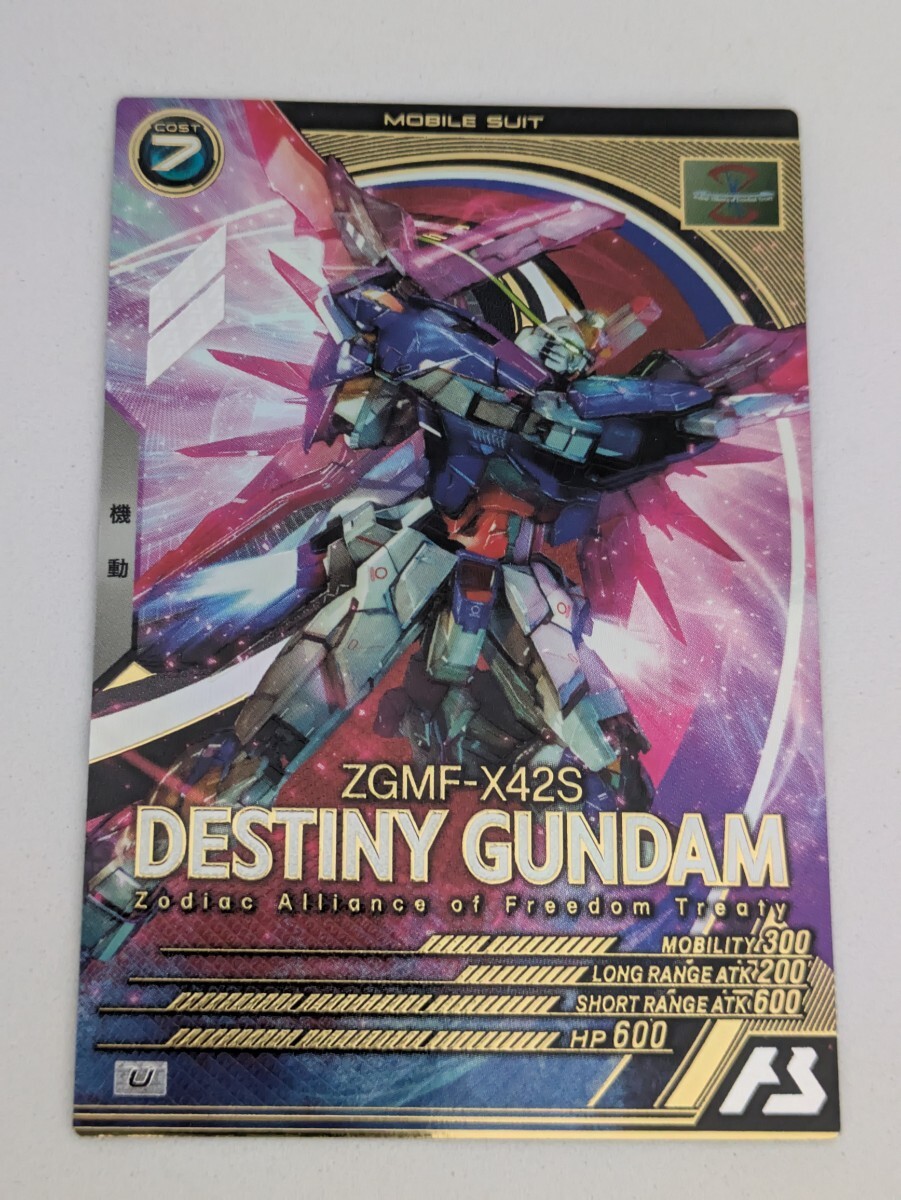 MOBILE SUIT
COST
7
機動
ZGMF-X42S
DESTINY GUNDAM
Zodiac Alliance of Freedom Treaty
MOBILITY 300
LONG RANGE ATK 200
SHORT RANGE ATK 600
HP 600
U